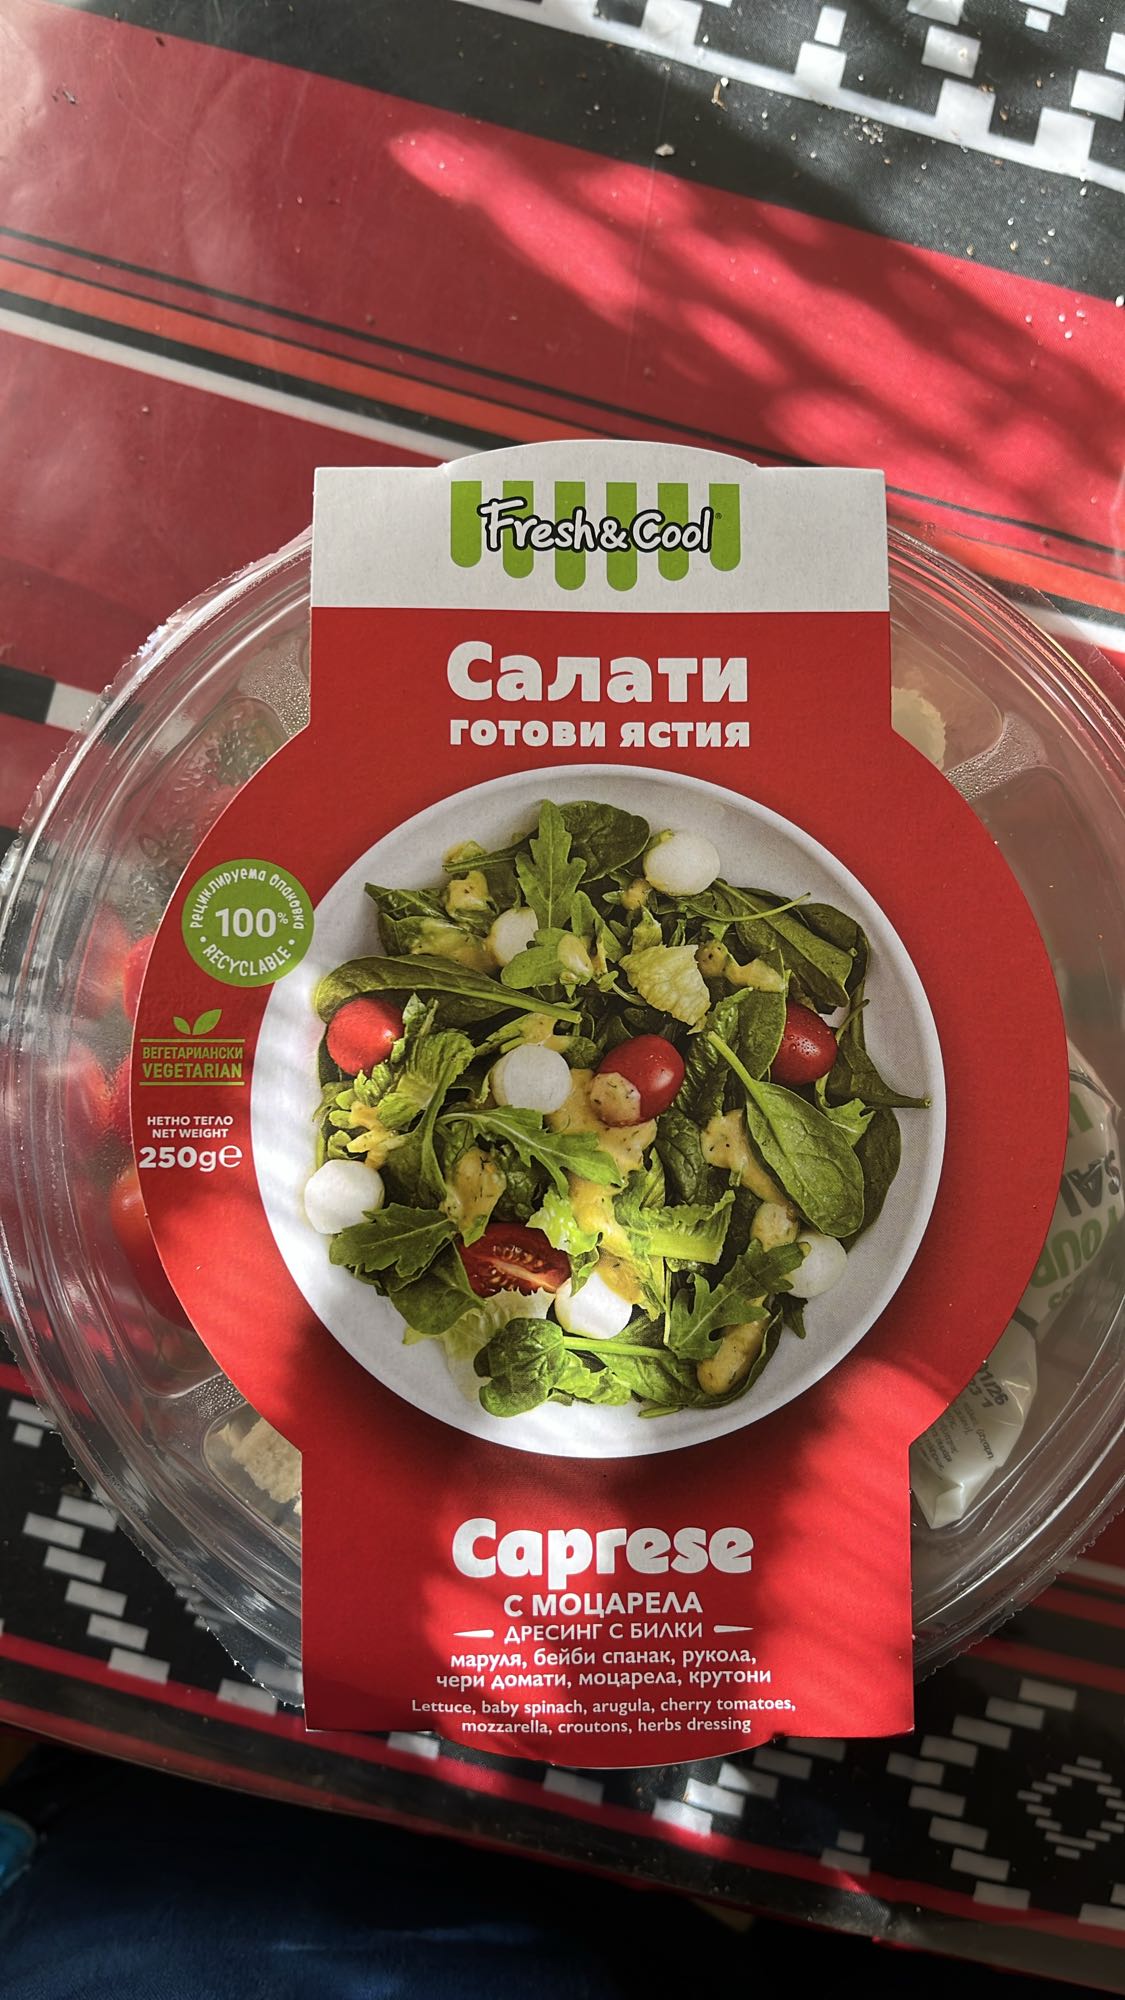 Fresh&Cool®
Салати
готови ястия
Рециклируема опаковка
100%
RECYCLABLE
ВЕГЕТАРИАНСКИ
VEGETARIAN
НЕТНО ТЕГЛО
NET WEIGHT
250g℮
Caprese
С МОЦАРЕЛА
ДРЕСИНГ С БИЛКИ
маруля, бейби спанак, рукола,
чери домати, моцарела, крутони
Lettuce, baby spinach, arugula, cherry tomatoes,
mozzarella, croutons, herbs dressing